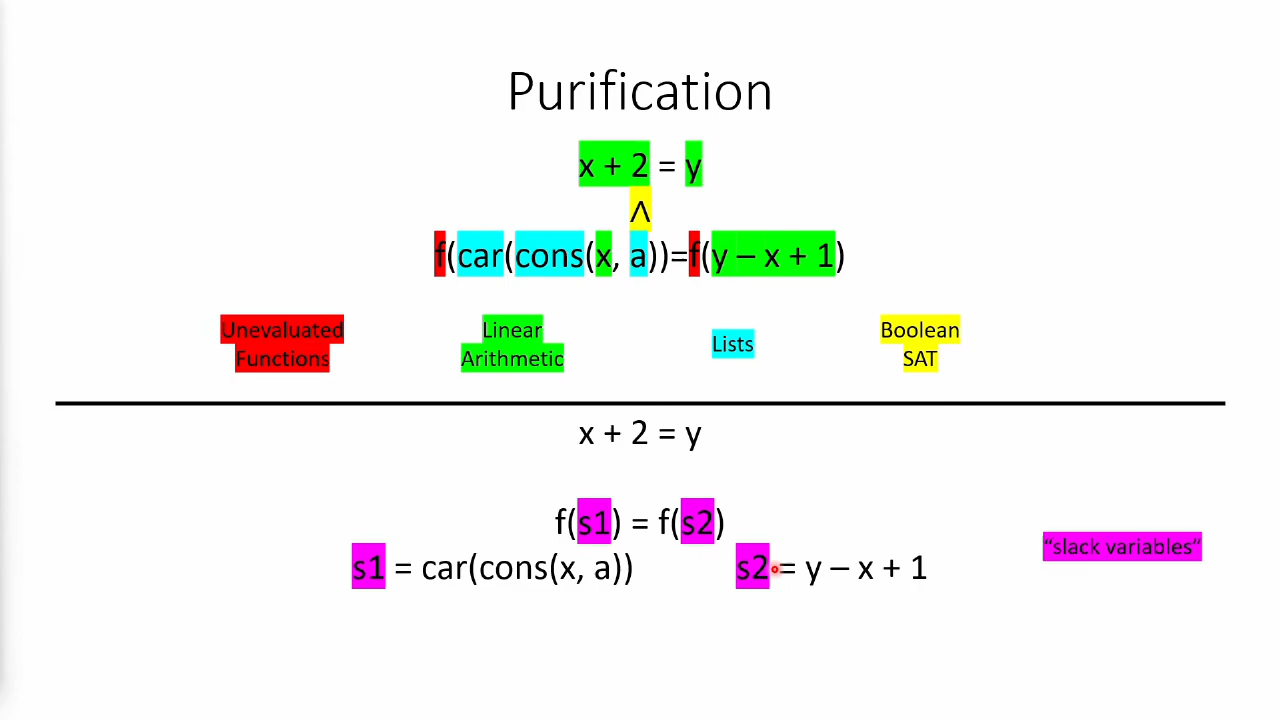 Purification
x + 2 = y
∧
f(car(cons(x, a))=f(y – x + 1)
Unevaluated
Functions
Linear
Arithmetic
Lists
Boolean
SAT
x + 2 = y
f(s1) = f(s2)
s1 = car(cons(x, a))
s2 = y – x + 1
“slack variables”